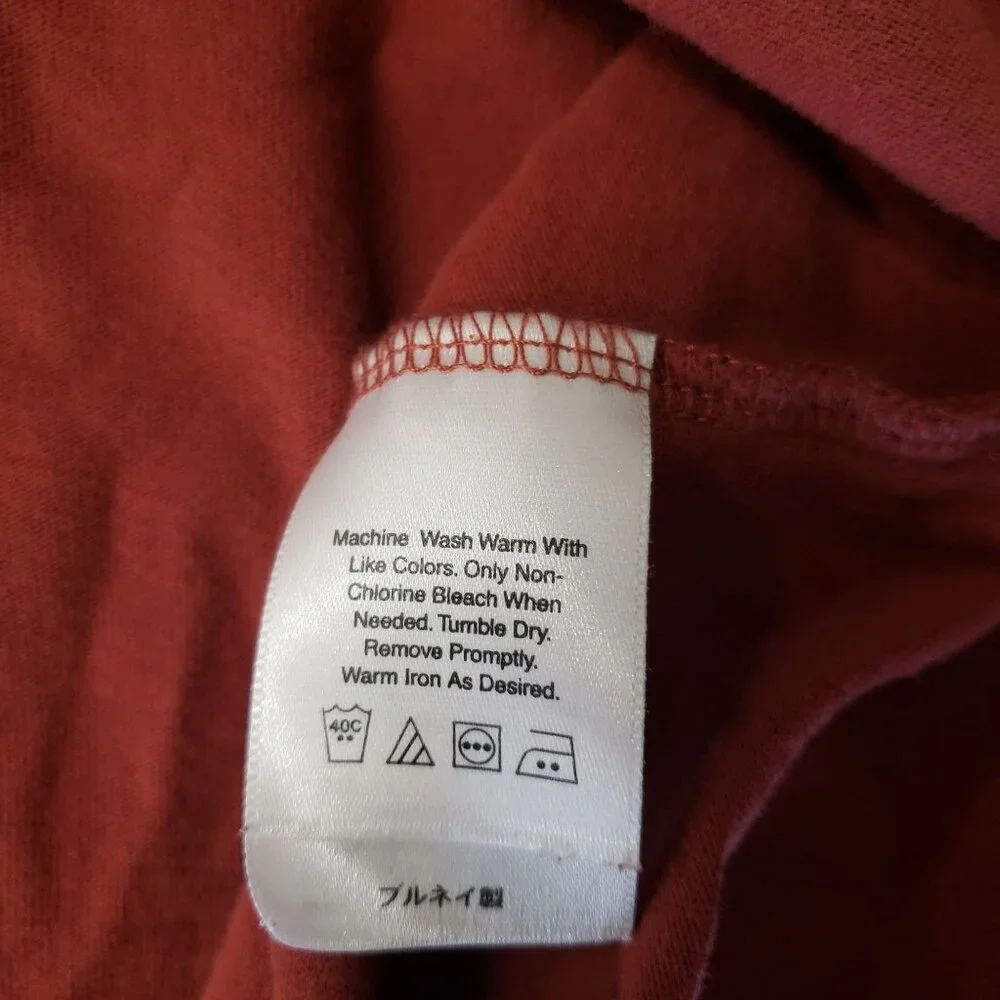 Machine Wash Warm With
Like Colors. Only Non-
Chlorine Bleach When
Needed. Tumble Dry.
Remove Promptly.
Warm Iron As Desired.
40C
ブルネイ製